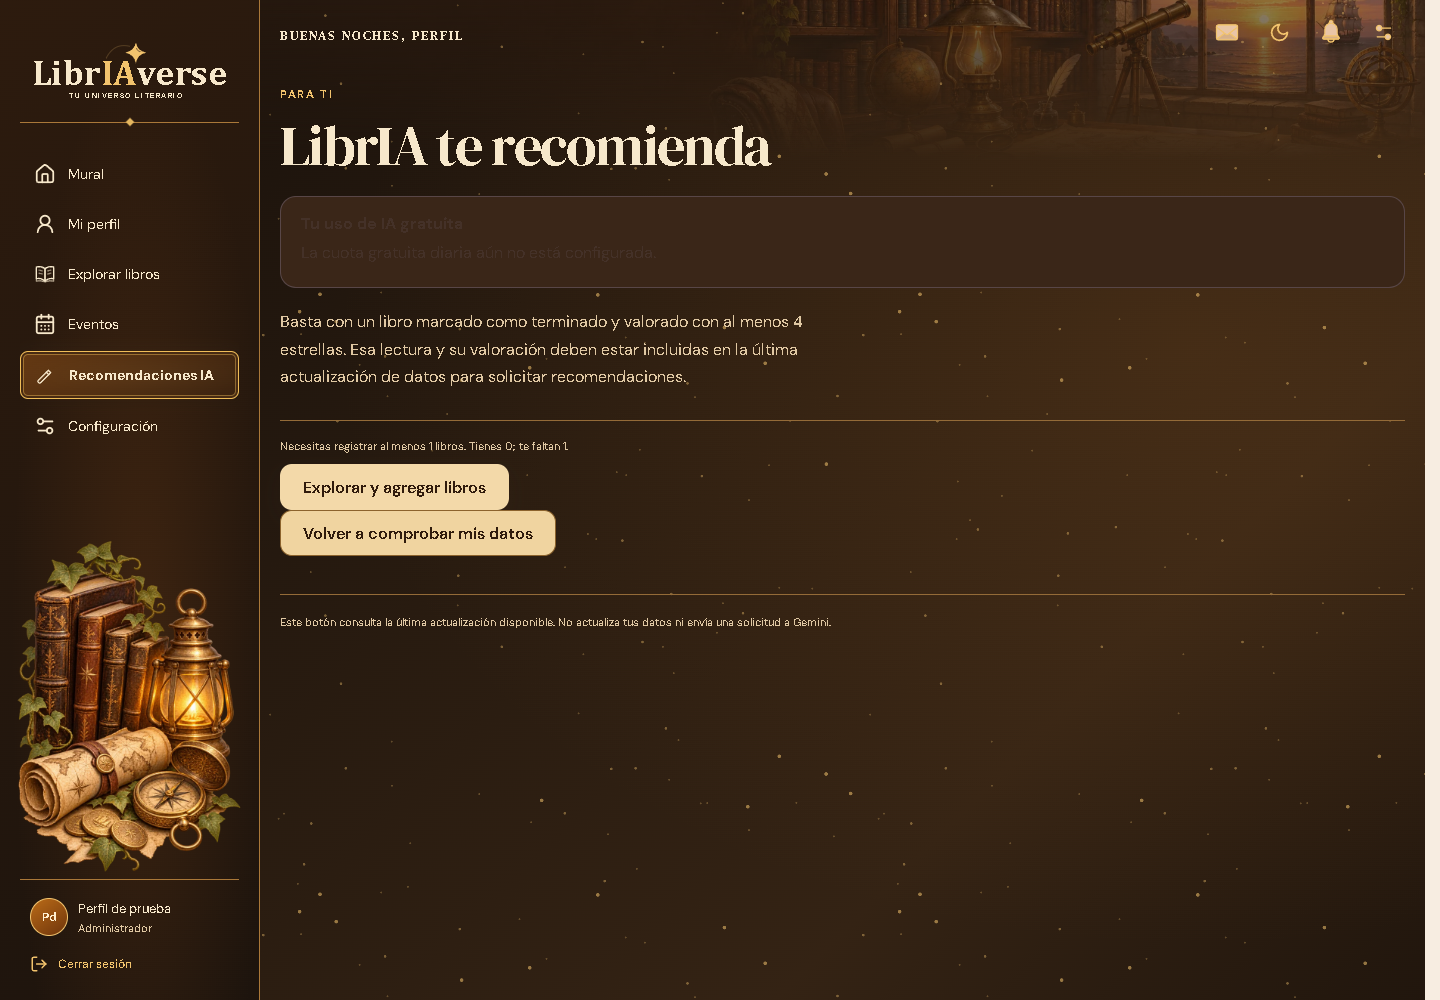 LibrIAverse
TU UNIVERSO LITERARIO
Mural
Mi perfil
Explorar libros
Eventos
Recomendaciones IA
Configuración
Pd
Perfil de prueba
Administrador
Cerrar sesión
BUENAS NOCHES, PERFIL
PARA TI
LibrIA te recomienda
Tu uso de IA gratuita
La cuota gratuita diaria aún no está configurada.
Basta con un libro marcado como terminado y valorado con al menos 4
estrellas. Esa lectura y su valoración deben estar incluidas en la última
actualización de datos para solicitar recomendaciones.
Necesitas registrar al menos 1 libros. Tienes 0; te faltan 1.
Explorar y agregar libros
Volver a comprobar mis datos
Este botón consulta la última actualización disponible. No actualiza tus datos ni envía una solicitud a Gemini.